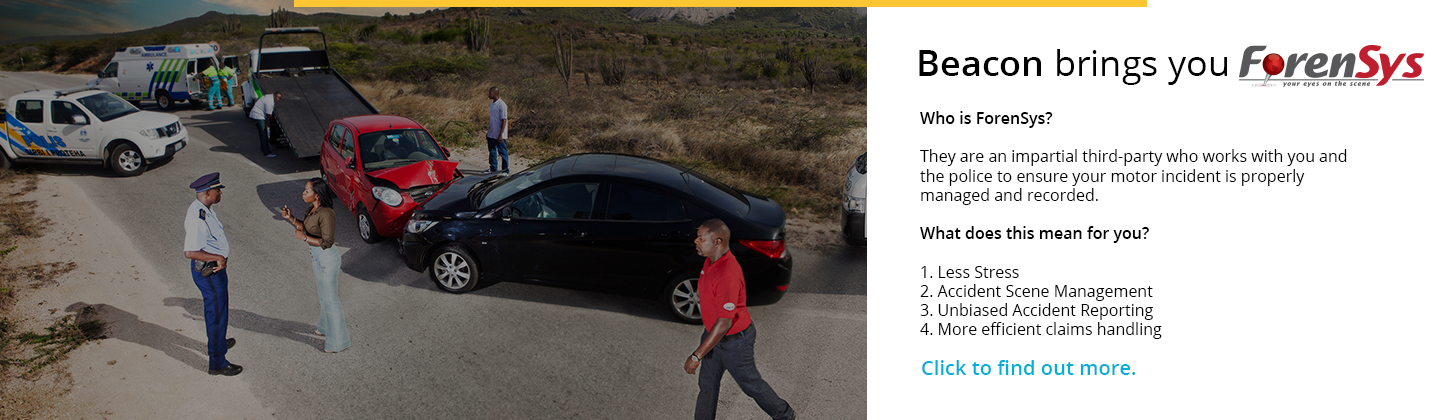 Beacon brings you ForenSys
your eyes on the scene
Who is ForenSys?
They are an impartial third-party who works with you and
the police to ensure your motor incident is properly
managed and recorded.
What does this mean for you?
1. Less Stress
2. Accident Scene Management
3. Unbiased Accident Reporting
4. More efficient claims handling
Click to find out more.
AMBULANCE